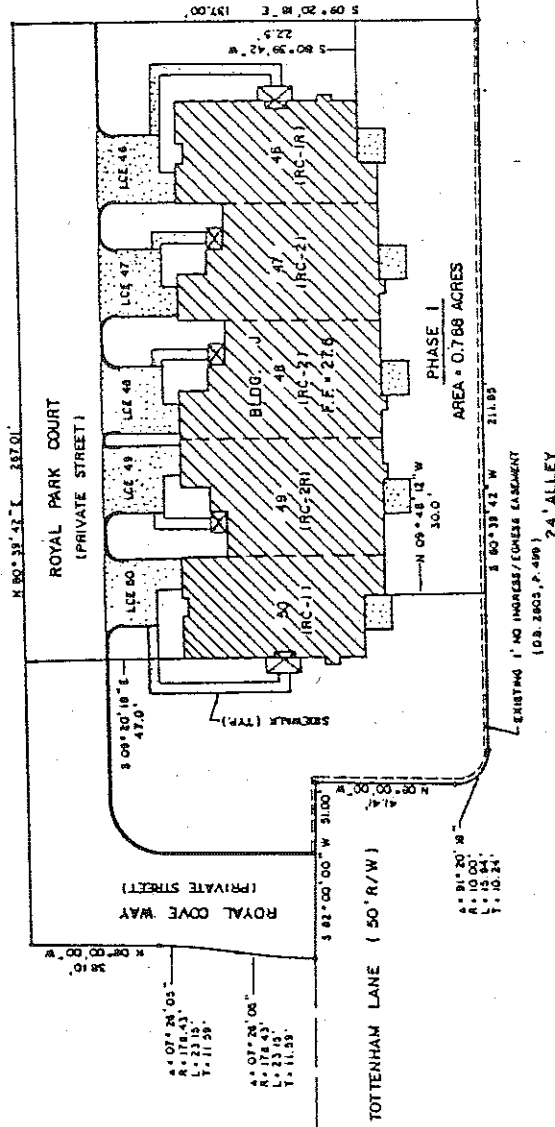 N 80° 39' 42" E 267.01'
S 09° 20' 18" E
137.00'
ROYAL PARK COURT
(PRIVATE STREET)
S 80° 39' 42" W
22.5'
LCE 50
LCE 49
LCE 48
LCE 47
LCE 46
S 09° 20' 18" E
47.0'
SIDEWALK (TYP.)
50
(RC-1)
49
(RC-2R)
BLDG. J
48
(RC-2)
F.F. = 27.6
47
(RC-2)
46
(RC-1R)
ROYAL COVE WAY
(PRIVATE STREET)
N 08° 00' 00" W
38.10'
Δ = 07° 26' 05"
R = 178.43'
L = 23.15'
T = 11.59'
Δ = 07° 26' 05"
R = 178.43'
L = 23.15'
T = 11.59'
S 82° 00' 00" W 51.00'
TOTTENHAM LANE (50' R/W)
N 08° 00' 00" W
41.41'
Δ = 91° 20' 18"
R = 10.00'
L = 15.94'
T = 10.24'
N 09° 48' 12" W
30.0'
PHASE 1
AREA = 0.788 ACRES
S 80° 39' 42" W 211.85
EXISTING 1' NO INGRESS/EGRESS EASEMENT
(D.B. 2805, P. 499)
24' ALLEY